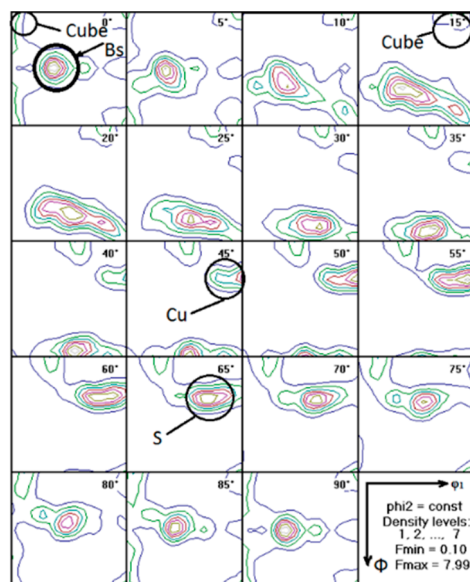 Cube 0° 5° 10° Cube 15°
Bs
20° 25° 30° 35°
40° 45° 50° 55°
Cu
60° 65° 70° 75°
S
80° 85° 90° φ1
phi2 = const
Density levels:
1, 2, ..., 7
Fmin = 0.10
Φ Fmax = 7.99